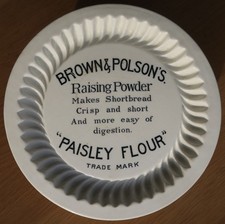 BROWN & POLSON'S.
Raising Powder
Makes Shortbread
Crisp and short
And more easy of
digestion.
"PAISLEY FLOUR"
TRADE MARK